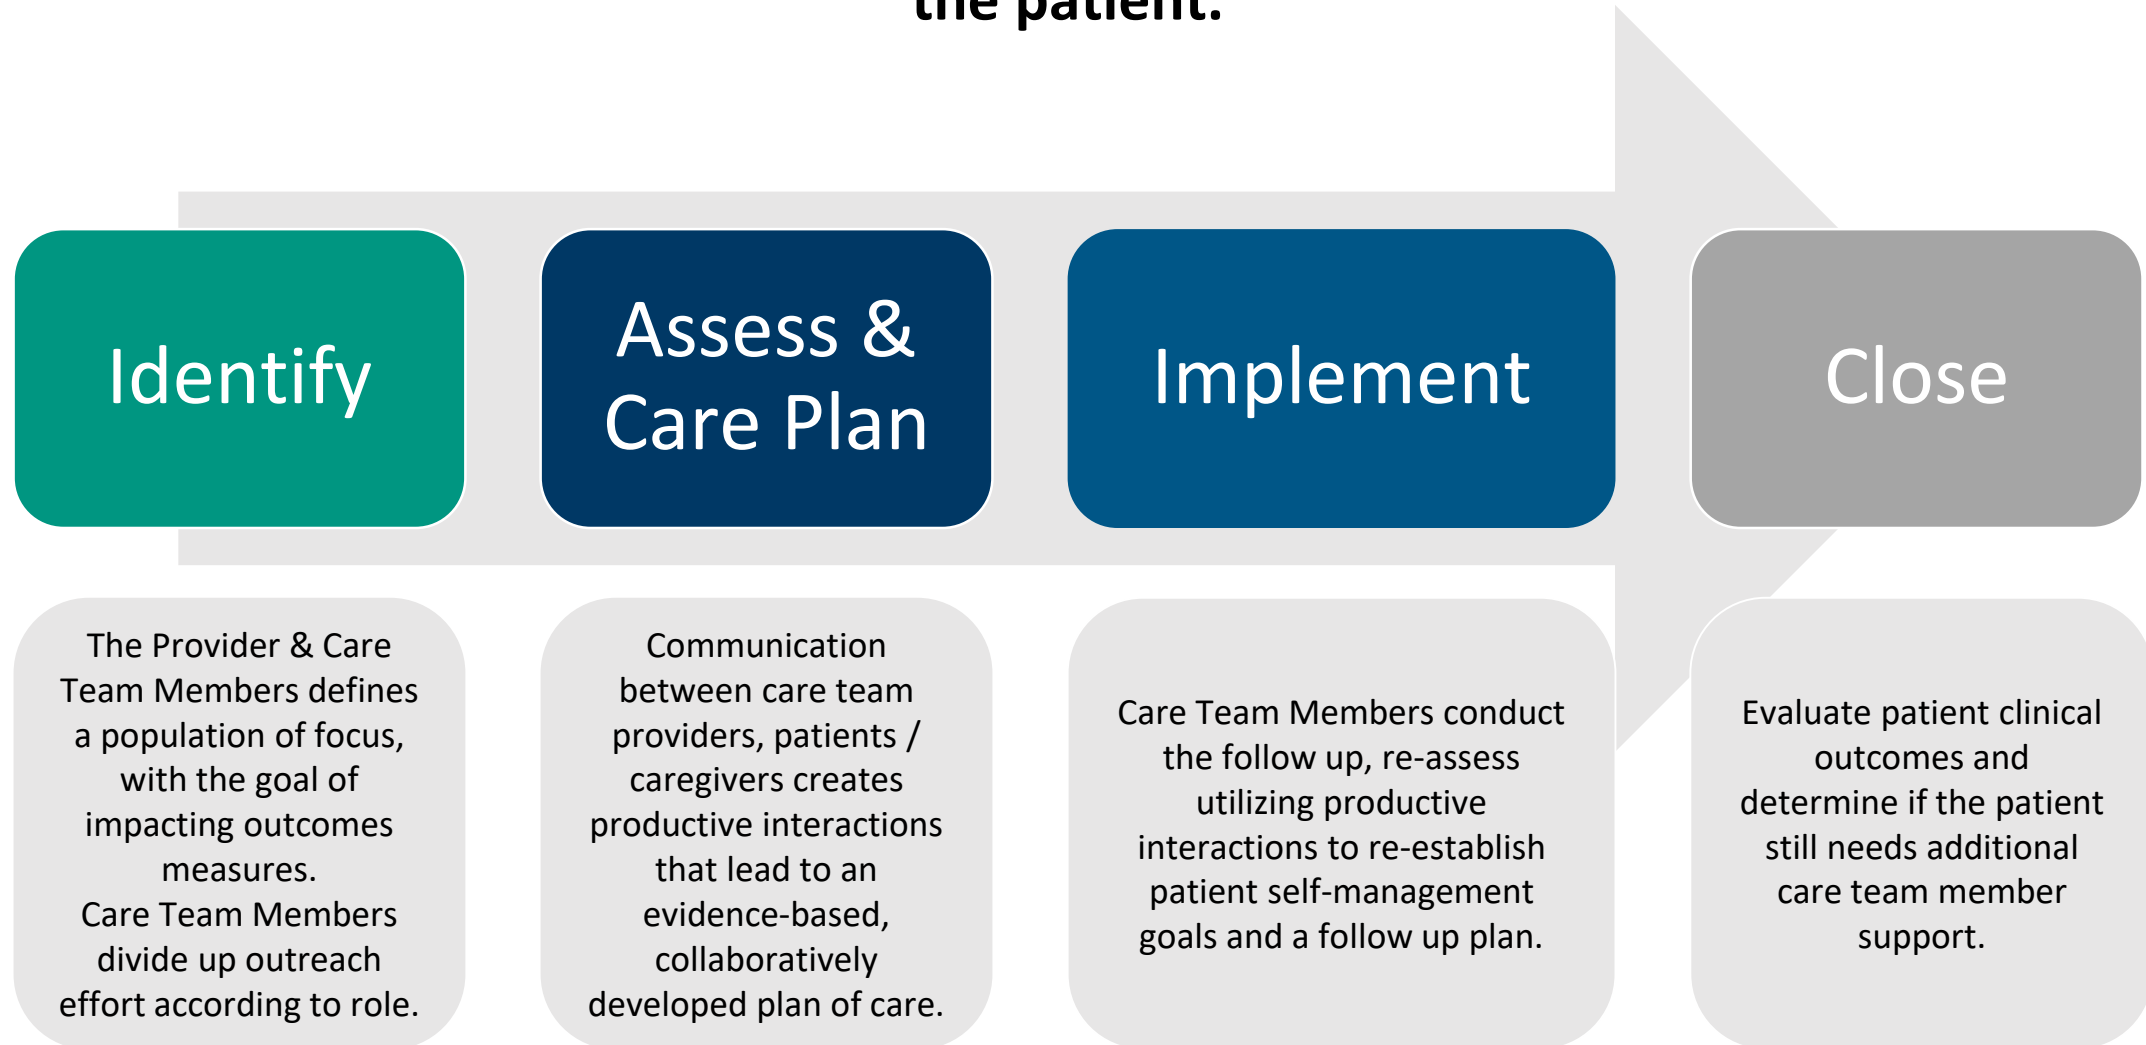 the patient.
Identify
Assess &
Care Plan
Implement
Close
The Provider & Care
Team Members defines
a population of focus,
with the goal of
impacting outcomes
measures.
Care Team Members
divide up outreach
effort according to role.
Communication
between care team
providers, patients /
caregivers creates
productive interactions
that lead to an
evidence-based,
collaboratively
developed plan of care.
Care Team Members conduct
the follow up, re-assess
utilizing productive
interactions to re-establish
patient self-management
goals and a follow up plan.
Evaluate patient clinical
outcomes and
determine if the patient
still needs additional
care team member
support.